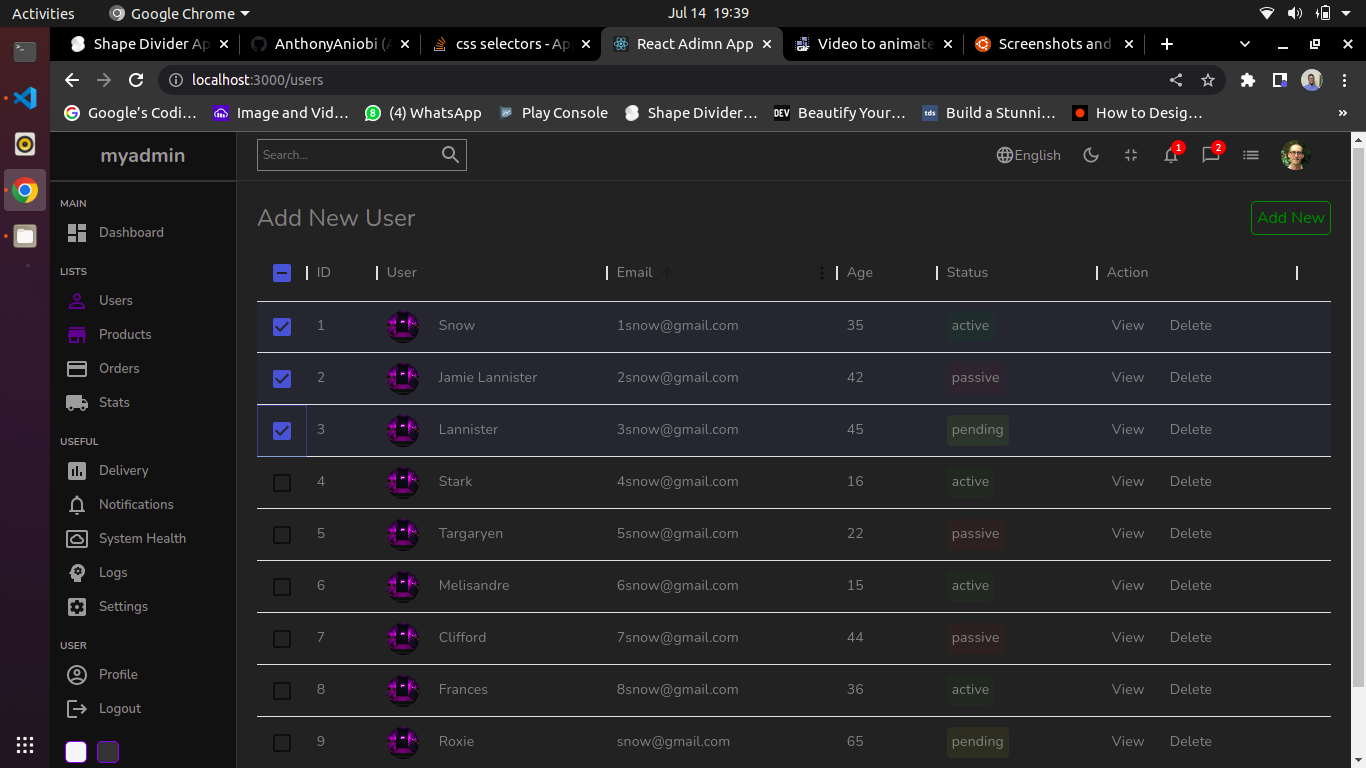 Activities Google Chrome Jul 14 19:39
Shape Divider Ap AnthonyAniobi (A css selectors - Ap React Adimn App Video to animate Screenshots and
localhost:3000/users
Google's Codi... Image and Vid... (4) WhatsApp Play Console Shape Divider... DEV Beautify Your... tds Build a Stunni... How to Desig... »
myadmin Search... English 1 2
MAIN
Dashboard
LISTS
Users
Products
Orders
Stats
USEFUL
Delivery
Notifications
System Health
Logs
Settings
USER
Profile
Logout
Add New User Add New
ID User Email Age Status Action
1 Snow 1snow@gmail.com 35 active View Delete
2 Jamie Lannister 2snow@gmail.com 42 passive View Delete
3 Lannister 3snow@gmail.com 45 pending View Delete
4 Stark 4snow@gmail.com 16 active View Delete
5 Targaryen 5snow@gmail.com 22 passive View Delete
6 Melisandre 6snow@gmail.com 15 active View Delete
7 Clifford 7snow@gmail.com 44 passive View Delete
8 Frances 8snow@gmail.com 36 active View Delete
9 Roxie snow@gmail.com 65 pending View Delete